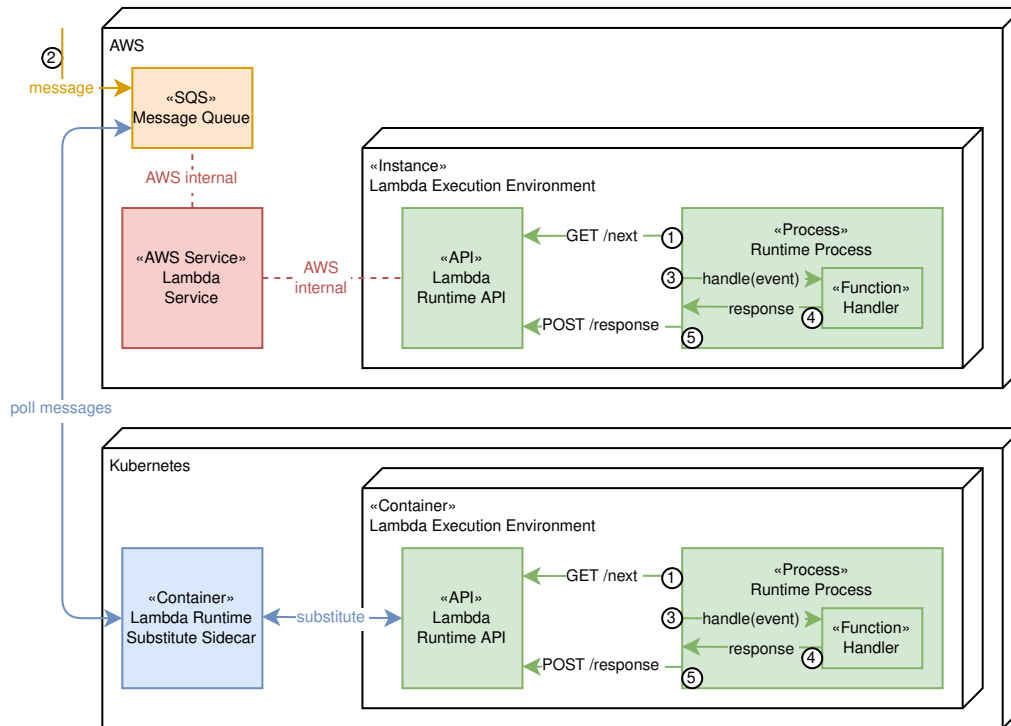 AWS
②
message
«SQS»
Message Queue
AWS internal
«Instance»
Lambda Execution Environment
«AWS Service»
Lambda
Service
AWS
internal
«API»
Lambda
Runtime API
GET /next
①
«Process»
Runtime Process
③
handle(event)
response
④
«Function»
Handler
POST /response
⑤
poll messages
Kubernetes
«Container»
Lambda Execution Environment
«Container»
Lambda Runtime
Substitute Sidecar
substitute
«API»
Lambda
Runtime API
GET /next
①
«Process»
Runtime Process
③
handle(event)
response
④
«Function»
Handler
POST /response
⑤